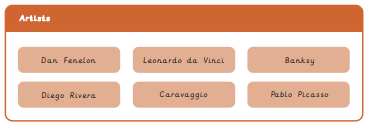 Artists
Dan Fenelon
Leonardo da Vinci
Banksy
Diego Rivera
Caravaggio
Pablo Picasso